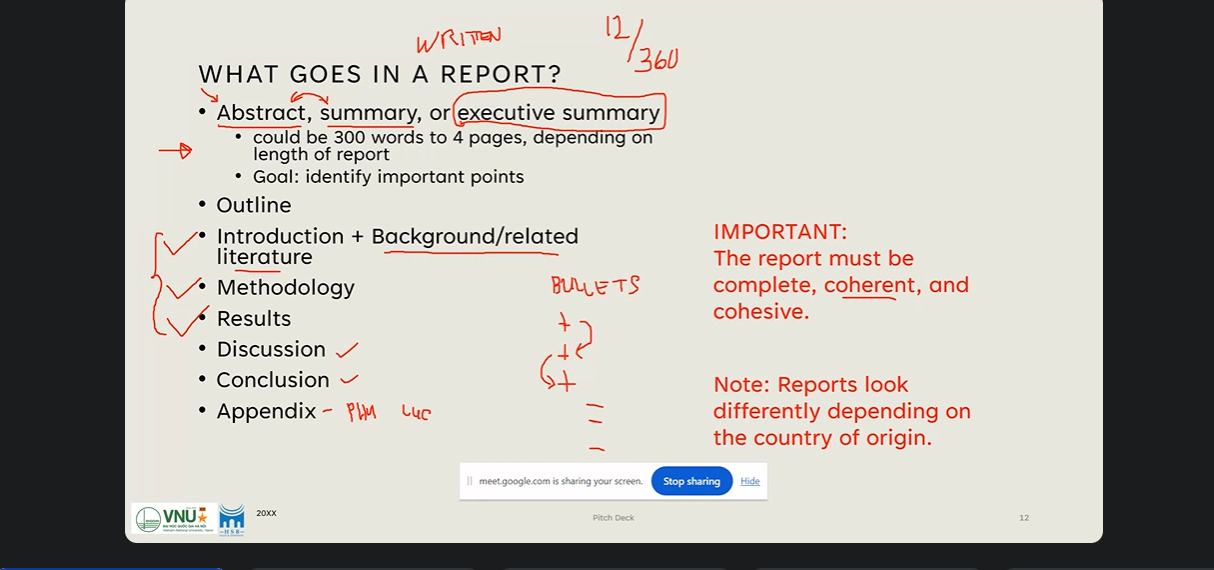 WRITTEN
12/360
WHAT GOES IN A REPORT?
• Abstract, summary, or executive summary
• could be 300 words to 4 pages, depending on
length of report
• Goal: identify important points
• Outline
• Introduction + Background/related
literature
• Methodology
• Results
• Discussion
• Conclusion
• Appendix - PHỤ LỤC
BULLETS
+
+
+
IMPORTANT:
The report must be
complete, coherent, and
cohesive.
Note: Reports look
differently depending on
the country of origin.
meet.google.com is sharing your screen.
Stop sharing
Hide
VNU
HSB
20XX
Pitch Deck
12